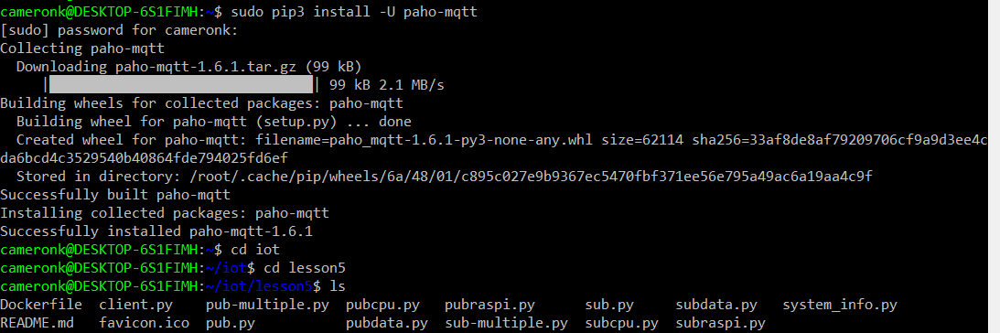 cameronk@DESKTOP-6S1FIMH:~$ sudo pip3 install -U paho-mqtt
[sudo] password for cameronk:
Collecting paho-mqtt
  Downloading paho-mqtt-1.6.1.tar.gz (99 kB)
     |████████████████████████████████| 99 kB 2.1 MB/s
Building wheels for collected packages: paho-mqtt
  Building wheel for paho-mqtt (setup.py) ... done
  Created wheel for paho-mqtt: filename=paho_mqtt-1.6.1-py3-none-any.whl size=62114 sha256=33af8de8af79209706cf9a9d3ee4c
da6bcd4c3529540b40864fde794025fd6ef
  Stored in directory: /root/.cache/pip/wheels/6a/48/01/c895c027e9b9367ec5470fbf371ee56e795a49ac6a19aa4c9f
Successfully built paho-mqtt
Installing collected packages: paho-mqtt
Successfully installed paho-mqtt-1.6.1
cameronk@DESKTOP-6S1FIMH:~$ cd iot
cameronk@DESKTOP-6S1FIMH:~/iot$ cd lesson5
cameronk@DESKTOP-6S1FIMH:~/iot/lesson5$ ls
Dockerfile  client.py    pub-multiple.py  pubcpu.py   pubraspi.py      sub.py     subdata.py   system_info.py
README.md   favicon.ico  pub.py           pubdata.py  sub-multiple.py  subcpu.py  subraspi.py